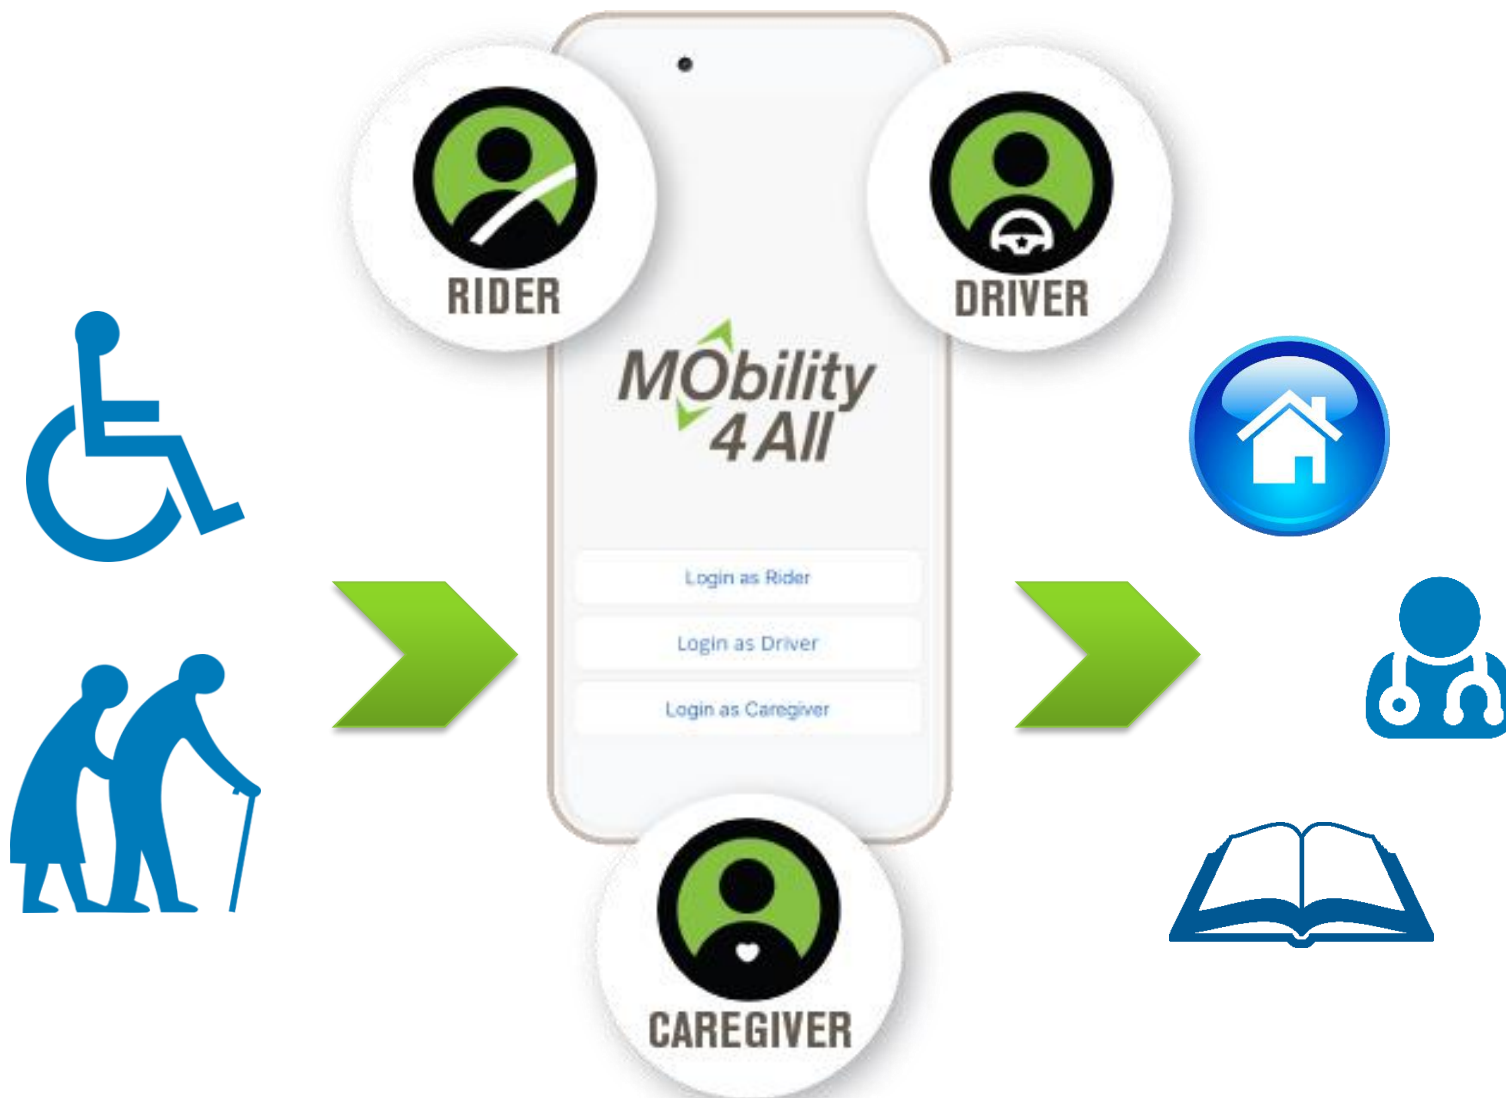 RIDER
DRIVER
MObility
4 All
Login as Rider
Login as Driver
Login as Caregiver
CAREGIVER